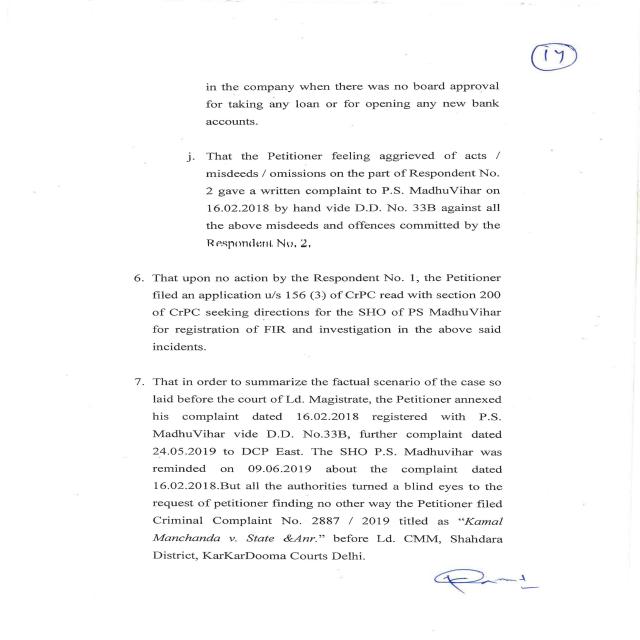 in the company when there was no board approval
for taking any loan or for opening any new bank
accounts.
j. That the Petitioner feeling aggrieved of acts /
misdeeds / omissions on the part of Respondent No.
2 gave a written complaint to P.S. MadhuVihar on
16.02.2018 by hand vide D.D. No. 33B against all
the above misdeeds and offences committed by the
Respondent No. 2.
6. That upon no action by the Respondent No. 1, the Petitioner
filed an application u/s 156 (3) of CrPC read with section 200
of CrPC seeking directions for the SHO of PS MadhuVihar
for registration of FIR and investigation in the above said
incidents.
7. That in order to summarize the factual scenario of the case so
laid before the court of Ld. Magistrate, the Petitioner annexed
his complaint dated 16.02.2018 registered with P.S.
MadhuVihar vide D.D. No.33B, further complaint dated
24.05.2019 to DCP East. The SHO P.S. Madhuvihar was
reminded on 09.06.2019 about the complaint dated
16.02.2018.But all the authorities turned a blind eyes to the
request of petitioner finding no other way the Petitioner filed
Criminal Complaint No. 2887 / 2019 titled as “Kamal
Manchanda v. State &Anr.” before Ld. CMM, Shahdara
District, KarKarDooma Courts Delhi.